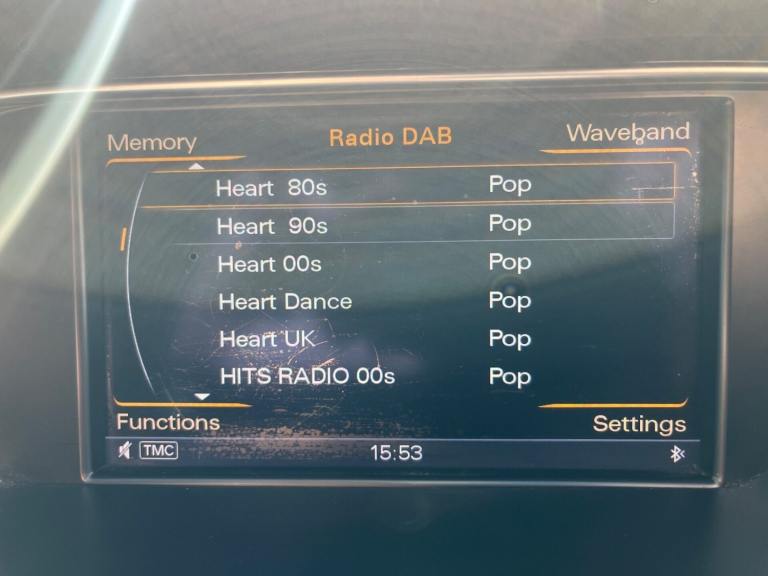 Memory Radio DAB Waveband
Heart 80s Pop
Heart 90s Pop
Heart 00s Pop
Heart Dance Pop
Heart UK Pop
HITS RADIO 00s Pop
Functions Settings
TMC 15:53